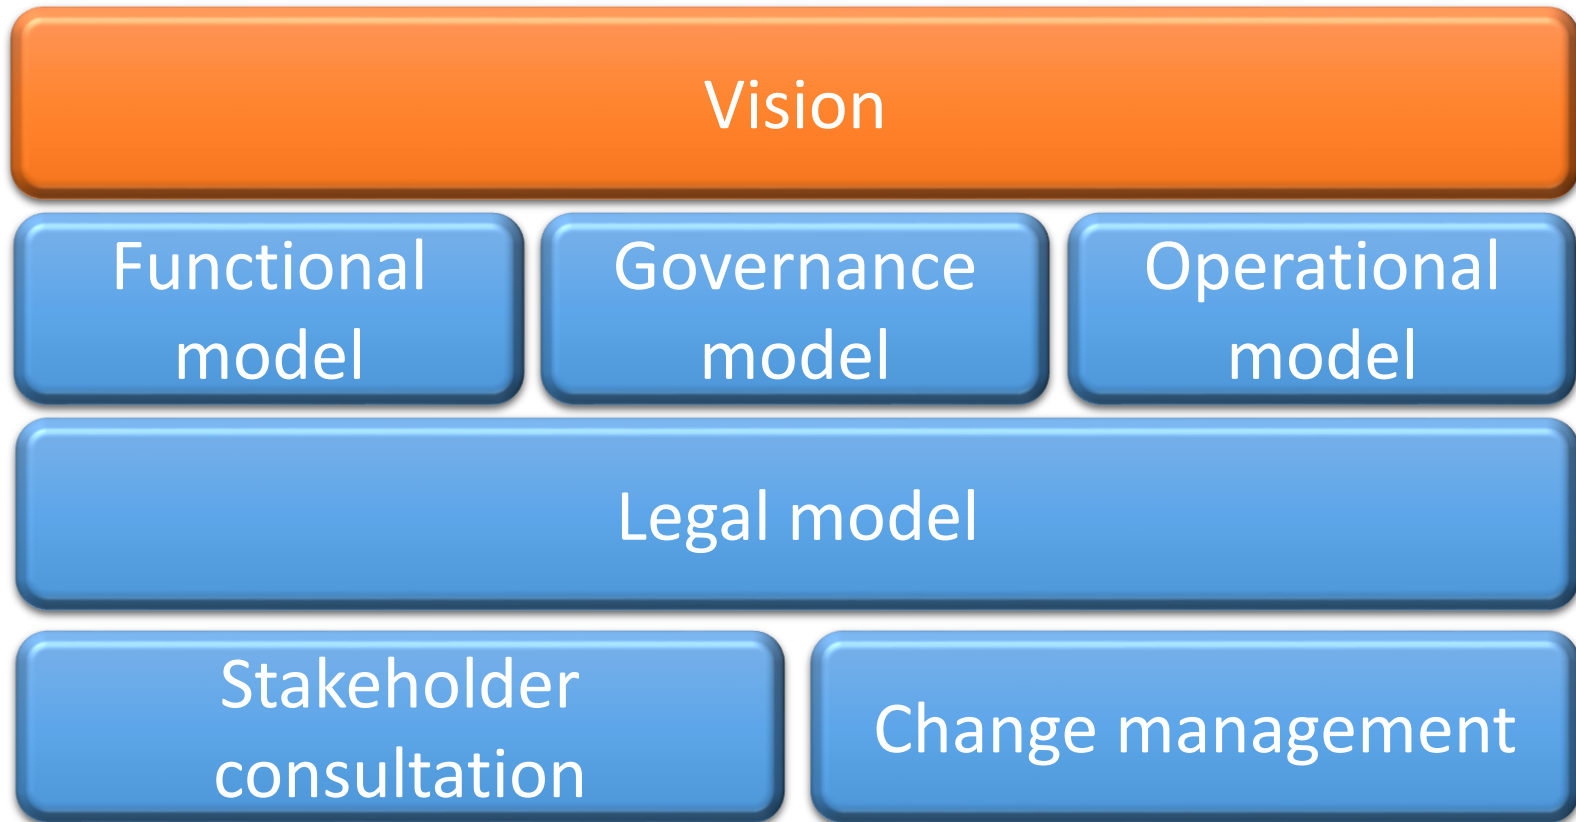 Vision
Functional
model
Governance
model
Operational
model
Legal model
Stakeholder
consultation
Change management